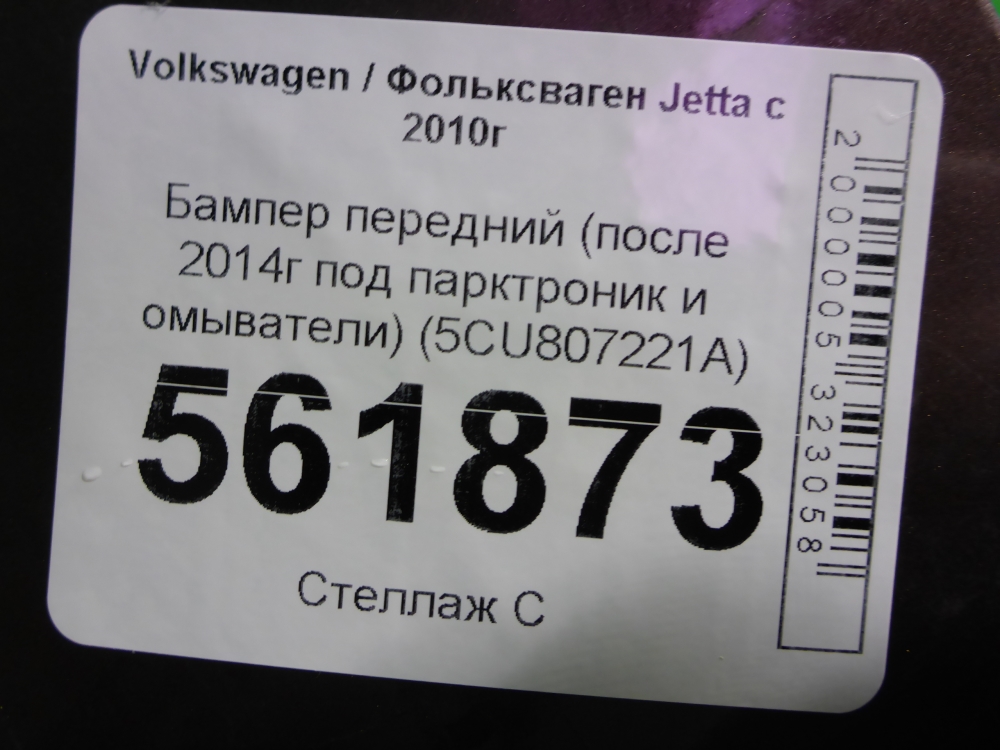 Volkswagen / Фольксваген Jetta с
2010г
Бампер передний (после
2014г под парктроник и
омыватели) (5CU807221A)
561873
Стеллаж С
2000005323058